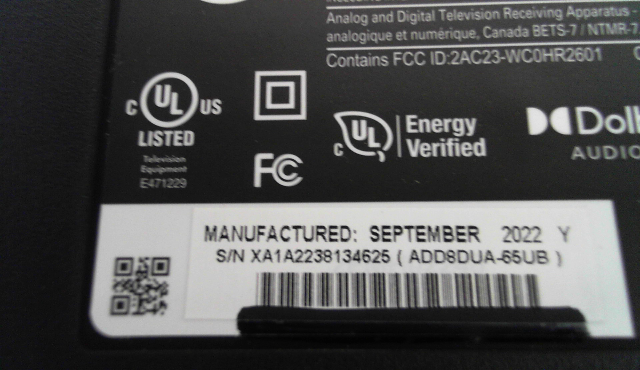 Analog and Digital Television Receiving Apparatus -
analogique et numérique, Canada BETS-7 / NTMR-7
Contains FCC ID:2AC23-WC0HR2601
C UL US
LISTED
Television
Equipment
E471229
FC
C UL Energy
Verified
Dolb
AUDIO
MANUFACTURED: SEPTEMBER 2022 Y
S/N XA1A2238134625 ( ADD8DUA-65UB )